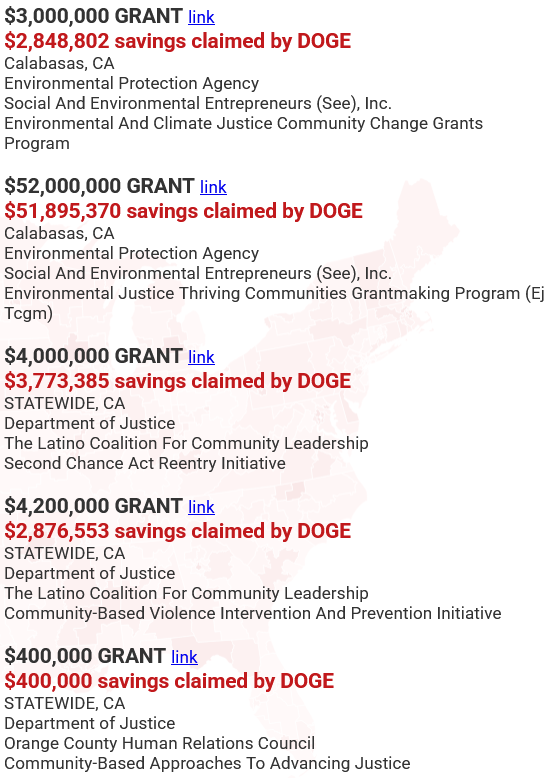 $3,000,000 GRANT link
$2,848,802 savings claimed by DOGE
Calabasas, CA
Environmental Protection Agency
Social And Environmental Entrepreneurs (See), Inc.
Environmental And Climate Justice Community Change Grants
Program
$52,000,000 GRANT link
$51,895,370 savings claimed by DOGE
Calabasas, CA
Environmental Protection Agency
Social And Environmental Entrepreneurs (See), Inc.
Environmental Justice Thriving Communities Grantmaking Program (Ej
Tcgm)
$4,000,000 GRANT link
$3,773,385 savings claimed by DOGE
STATEWIDE, CA
Department of Justice
The Latino Coalition For Community Leadership
Second Chance Act Reentry Initiative
$4,200,000 GRANT link
$2,876,553 savings claimed by DOGE
STATEWIDE, CA
Department of Justice
The Latino Coalition For Community Leadership
Community-Based Violence Intervention And Prevention Initiative
$400,000 GRANT link
$400,000 savings claimed by DOGE
STATEWIDE, CA
Department of Justice
Orange County Human Relations Council
Community-Based Approaches To Advancing Justice